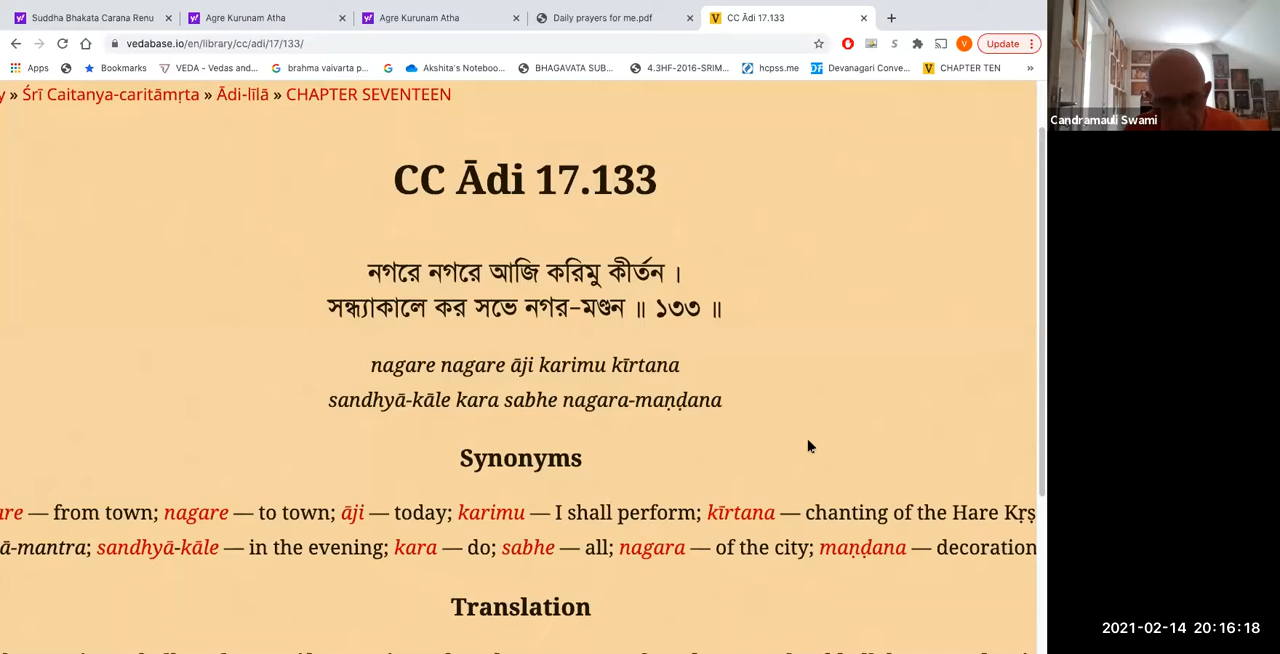 Suddha Bhakata Carana Renu
Agre Kurunam Atha
Agre Kurunam Atha
Daily prayers for me.pdf
CC Ādi 17.133
vedabase.io/en/library/cc/adi/17/133/
Update
Apps
Bookmarks
VEDA - Vedas and...
brahma vaivarta p...
Akshita's Noteboo...
BHAGAVATA SUB...
4.3HF-2016-SRIM...
hcpss.me
Devanagari Conve...
CHAPTER TEN
»
y » Śrī Caitanya-caritāmṛta » Ādi-līlā » CHAPTER SEVENTEEN
Candramauli Swami
CC Ādi 17.133
নগরে নগরে আজি করিমু কীর্তন ।
সন্ধ্যাকালে কর সভে নগর-মণ্ডন ॥ ১৩৩ ॥
nagare nagare āji karimu kīrtana
sandhyā-kāle kara sabhe nagara-maṇḍana
Synonyms
are — from town; nagare — to town; āji — today; karimu — I shall perform; kīrtana — chanting of the Hare Kṛṣ
ā-mantra; sandhyā-kāle — in the evening; kara — do; sabhe — all; nagara — of the city; maṇḍana — decoration
Translation
2021-02-14 20:16:18